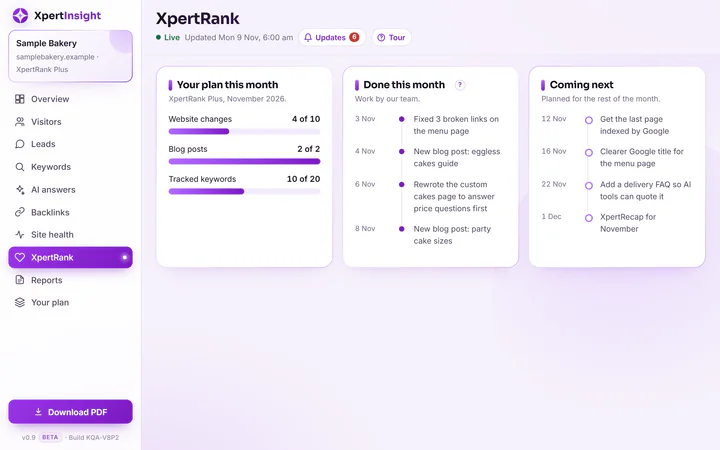 XpertInsight
Sample Bakery
samplebakery.example ·
XpertRank Plus
Overview
Visitors
Leads
Keywords
AI answers
Backlinks
Site health
XpertRank
Reports
Your plan
Download PDF
v0.9 BETA · Build KQA-V8P2
XpertRank
Live Updated Mon 9 Nov, 6:00 am Updates 6 Tour
Your plan this month
XpertRank Plus, November 2026.
Website changes 4 of 10
Blog posts 2 of 2
Tracked keywords 10 of 20
Done this month ?
Work by our team.
3 Nov Fixed 3 broken links on
the menu page
4 Nov New blog post: eggless
cakes guide
6 Nov Rewrote the custom
cakes page to answer
price questions first
8 Nov New blog post: party
cake sizes
Coming next
Planned for the rest of the month.
12 Nov Get the last page
indexed by Google
16 Nov Clearer Google title for
the menu page
22 Nov Add a delivery FAQ so AI
tools can quote it
1 Dec XpertRecap for
November